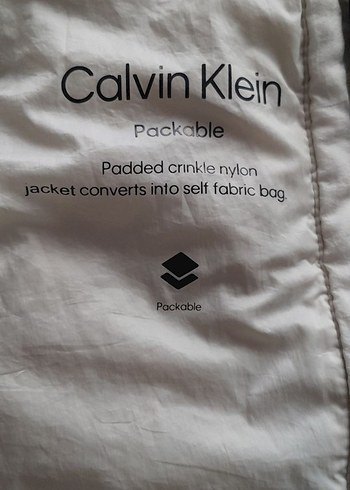 Calvin Klein
Packable
Padded crinkle nylon
jacket converts into self fabric bag.
Packable